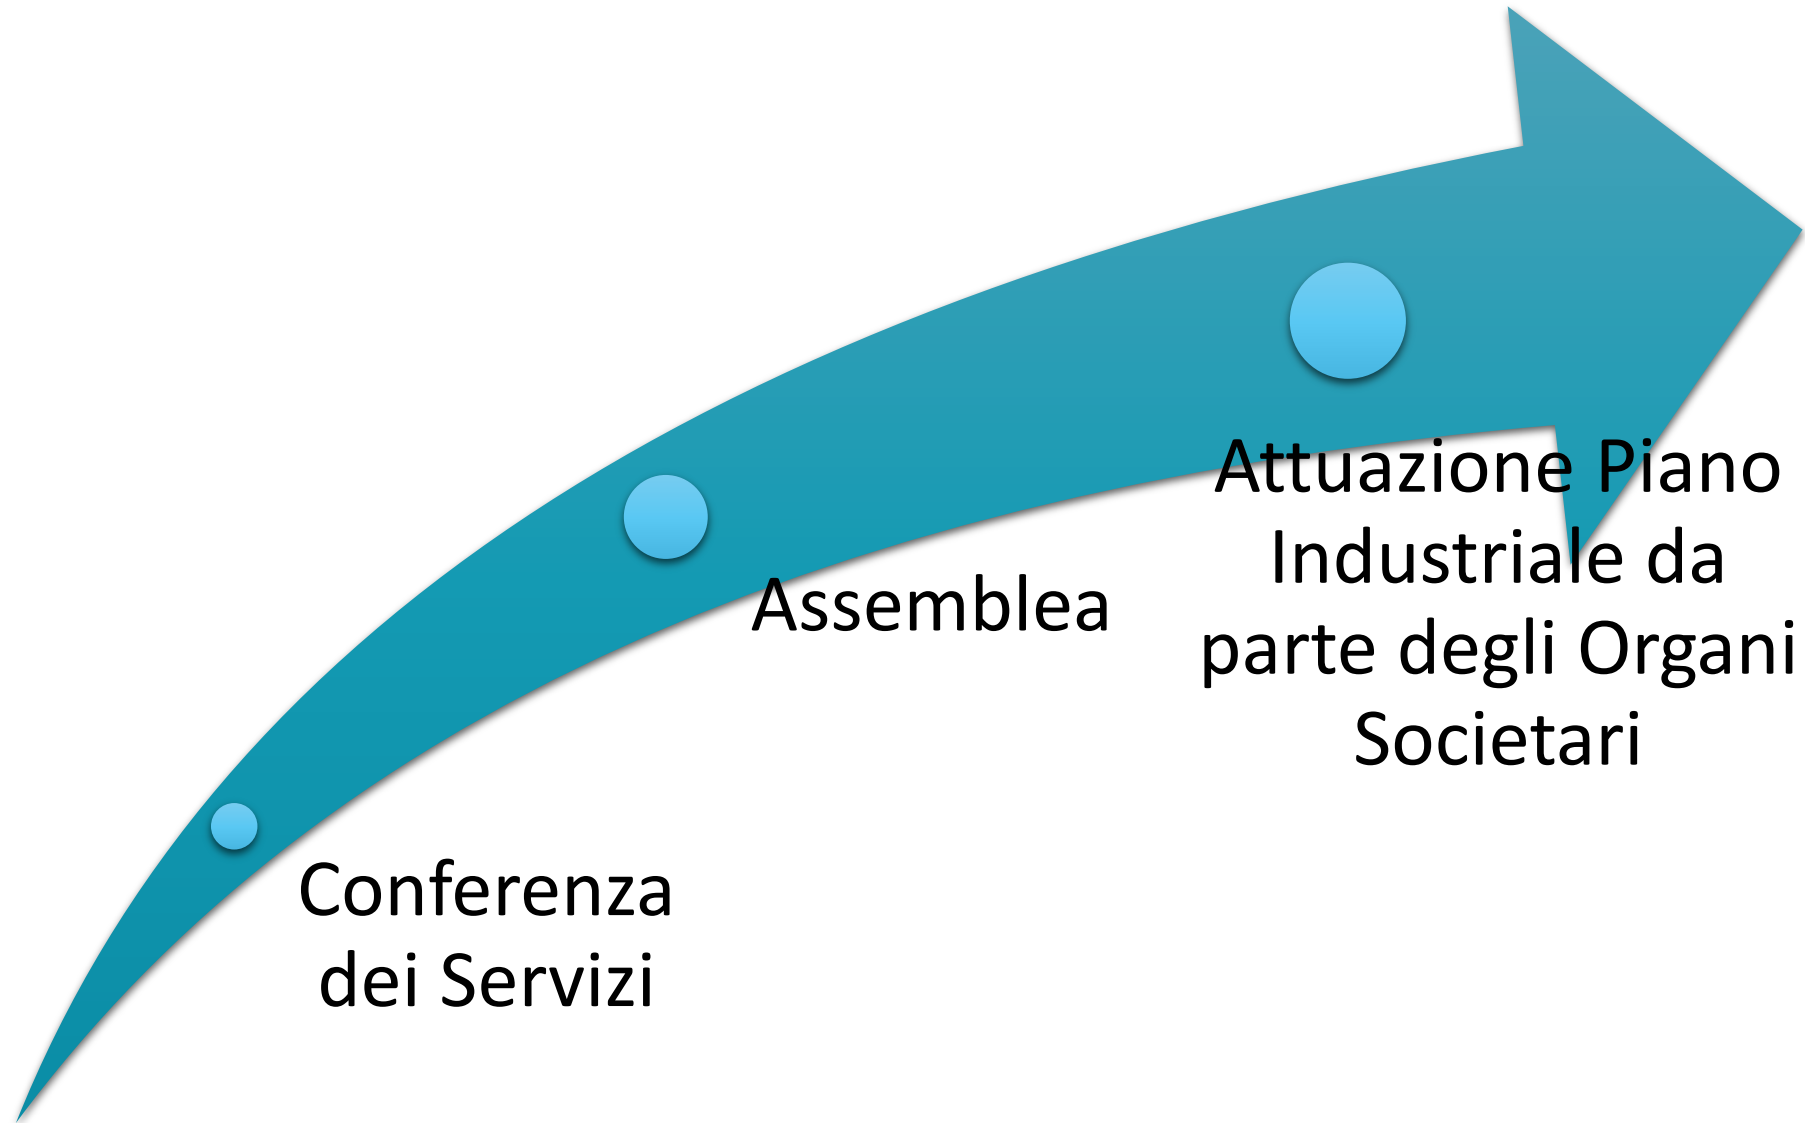 Attuazione Piano
Industriale da
parte degli Organi
Societari
Assemblea
Conferenza
dei Servizi